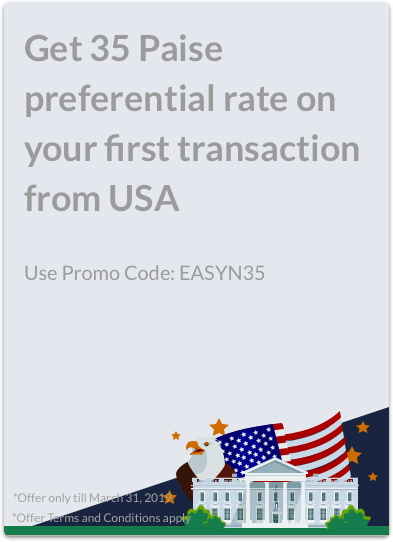 Get 35 Paise
preferential rate on
your first transaction
from USA
Use Promo Code: EASYN35
*Offer only till March 31, 2019
*Offer Terms and Conditions apply